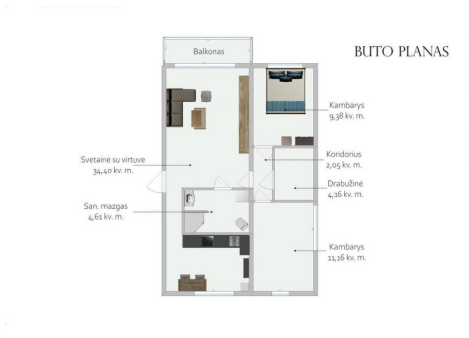 BUTO PLANAS
Balkonas
Kambarys
9,38 kv. m.
Svetainė su virtuve
34,40 kv. m.
Koridorius
2,05 kv. m.
Drabužinė
4,16 kv. m.
San. mazgas
4,61 kv. m.
Kambarys
11,16 kv. m.